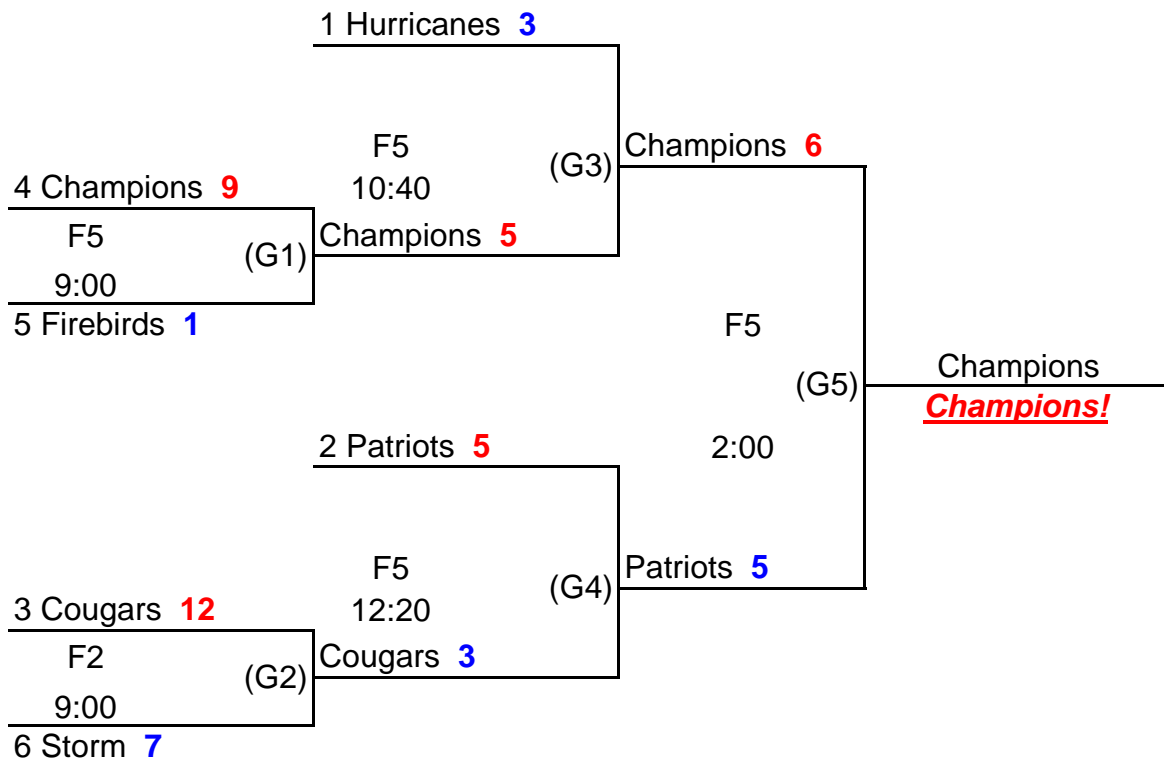 1 Hurricanes 3
F5
10:40
(G3)
Champions 6
4 Champions 9
F5
9:00
(G1)
Champions 5
5 Firebirds 1
F5
2:00
(G5)
Champions
Champions!
2 Patriots 5
F5
12:20
(G4)
Patriots 5
3 Cougars 12
F2
9:00
(G2)
Cougars 3
6 Storm 7